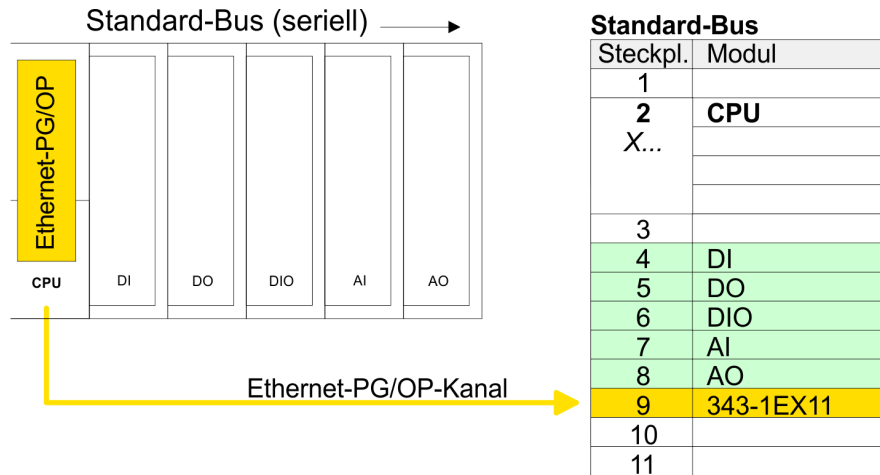 Standard-Bus (seriell)
Ethernet-PG/OP
CPU
DI
DO
DIO
AI
AO
Ethernet-PG/OP-Kanal
Standard-Bus
Steckpl. Modul
1
2 CPU
X...
3
4 DI
5 DO
6 DIO
7 AI
8 AO
9 343-1EX11
10
11